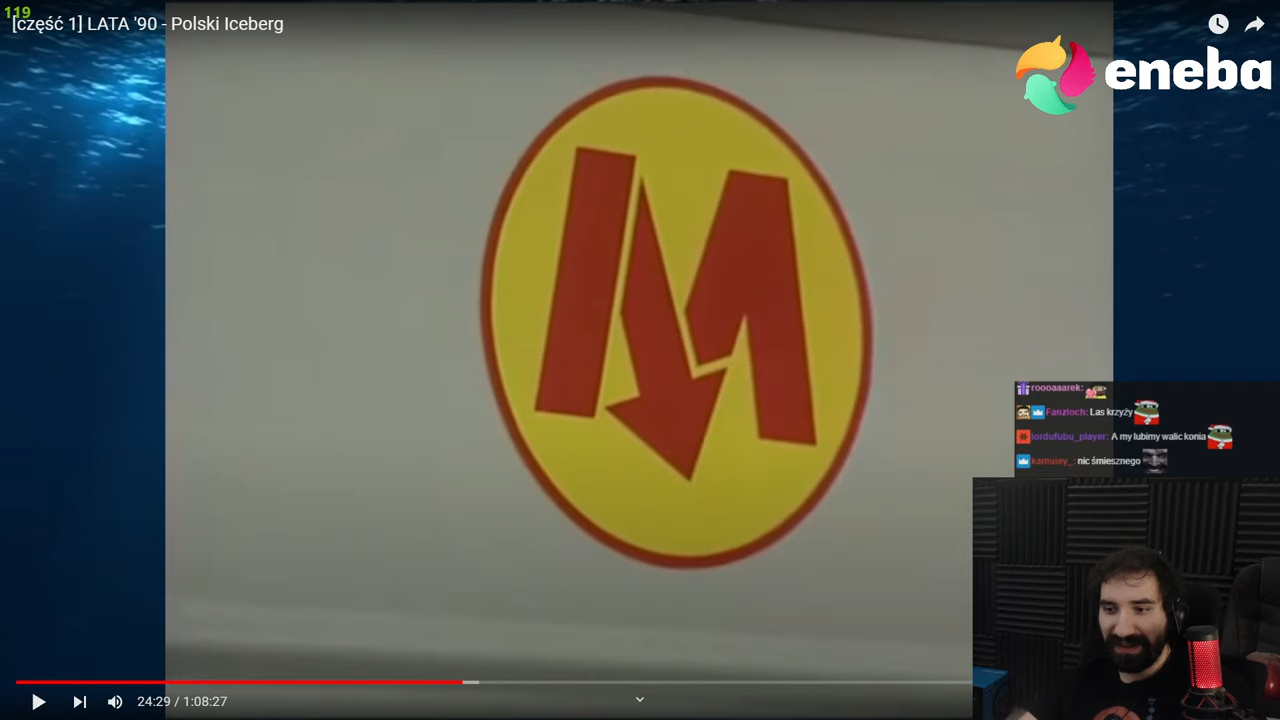 119
[część 1] LATA '90 - Polski Iceberg
eneba
M
roooaaarek:
Fanzloch: Las krzyży
lordufubu_player: A my lubimy walic konia
kamuiey_: nic śmiesznego
24:29 / 1:08:27